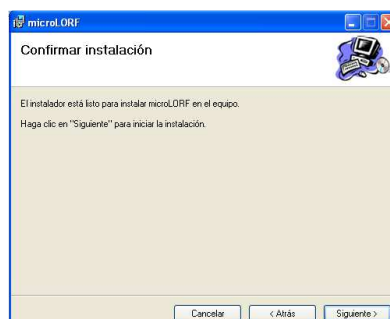 microLORF
Confirmar instalación
El instalador está listo para instalar microLORF en el equipo.
Haga clic en "Siguiente" para iniciar la instalación.
Cancelar
< Atrás
Siguiente >